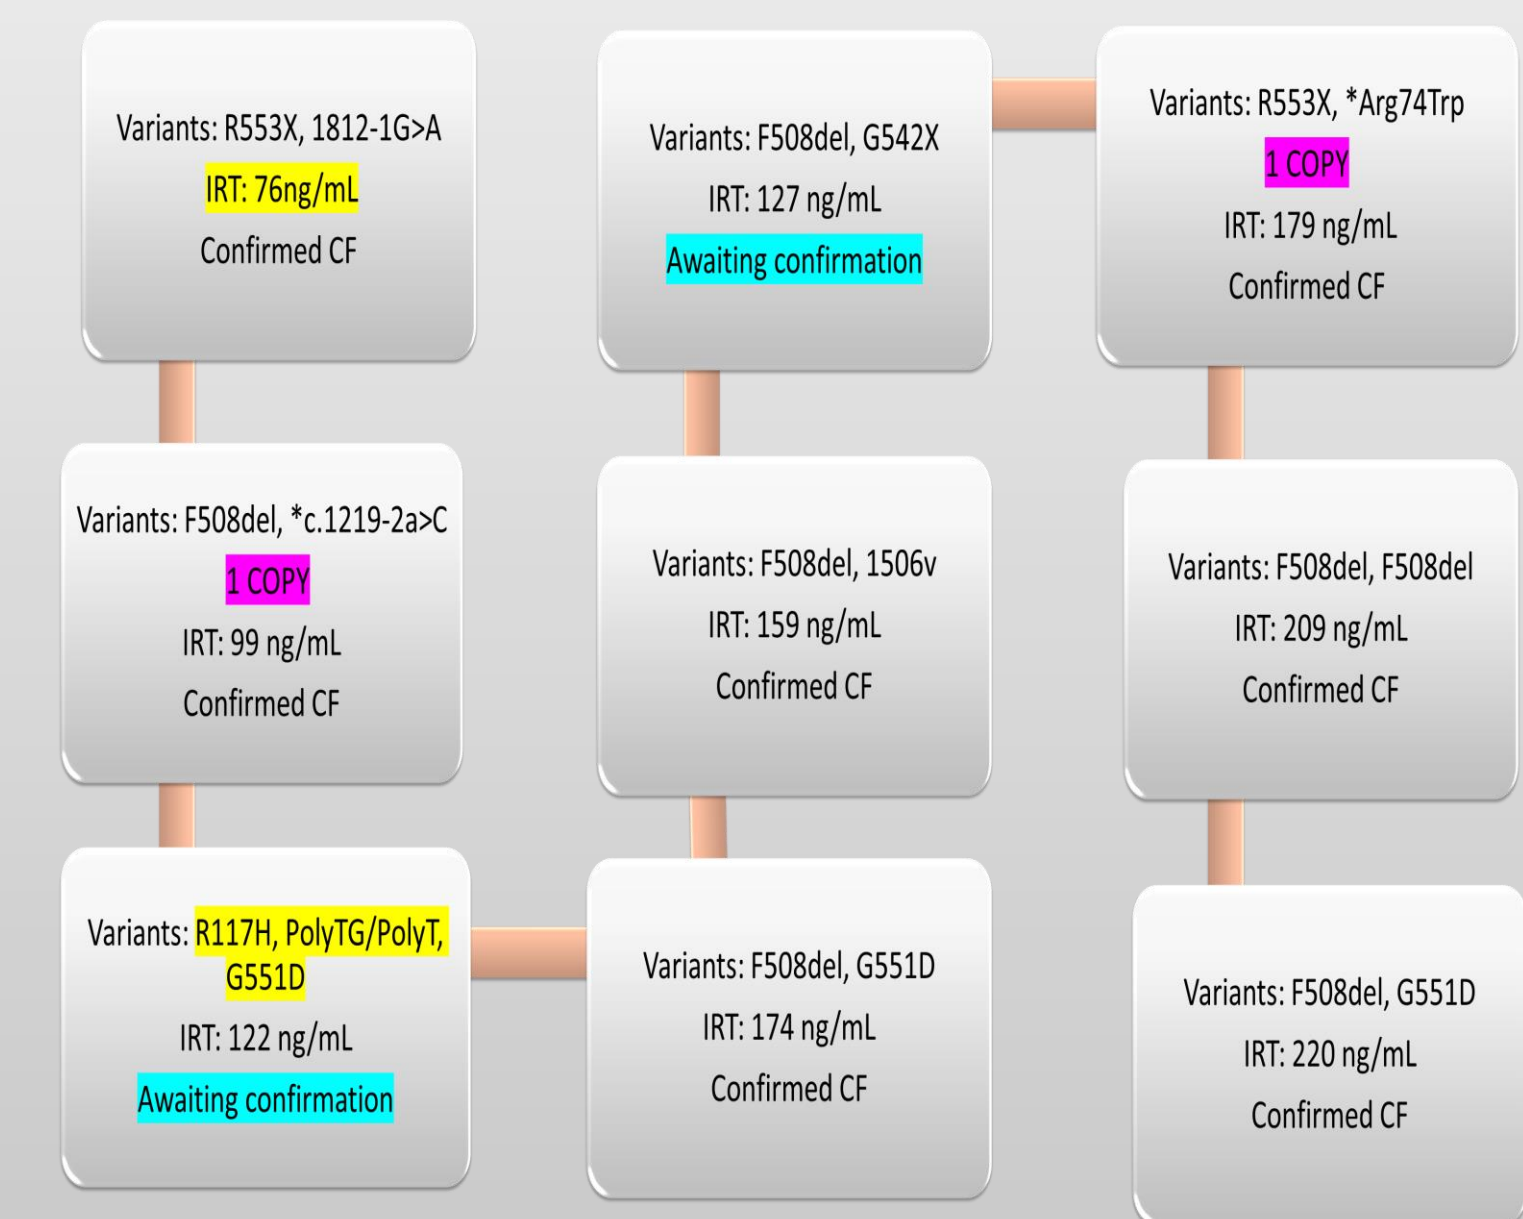 Variants: R553X, 1812-1G>A
IRT: 76ng/mL
Confirmed CF
Variants: F508del, *c.1219-2a>C
1 COPY
IRT: 99 ng/mL
Confirmed CF
Variants: R117H, PolyTG/PolyT,
G551D
IRT: 122 ng/mL
Awaiting confirmation
Variants: F508del, G551D
IRT: 174 ng/mL
Confirmed CF
Variants: F508del, 1506v
IRT: 159 ng/mL
Confirmed CF
Variants: F508del, G542X
IRT: 127 ng/mL
Awaiting confirmation
Variants: R553X, *Arg74Trp
1 COPY
IRT: 179 ng/mL
Confirmed CF
Variants: F508del, F508del
IRT: 209 ng/mL
Confirmed CF
Variants: F508del, G551D
IRT: 220 ng/mL
Confirmed CF